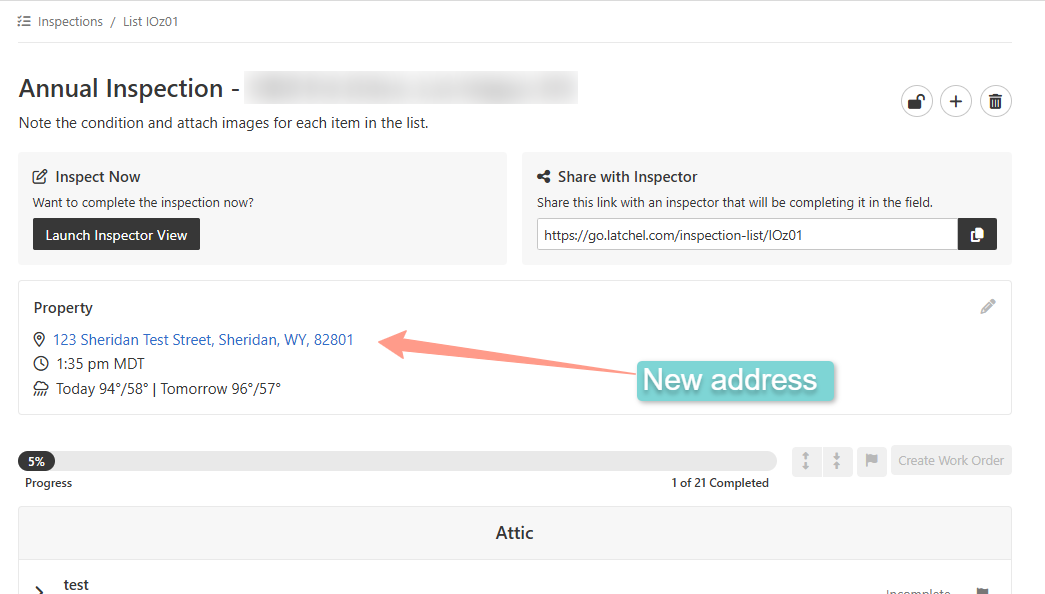 Inspections / List IOz01
Annual Inspection -
Note the condition and attach images for each item in the list.
Inspect Now
Want to complete the inspection now?
Launch Inspector View
Share with Inspector
Share this link with an inspector that will be completing it in the field.
https://go.latchel.com/inspection-list/IOz01
Property
123 Sheridan Test Street, Sheridan, WY, 82801
1:35 pm MDT
Today 94°/58° | Tomorrow 96°/57°
New address
5%
Progress
1 of 21 Completed
Create Work Order
Attic
test
Incomplete